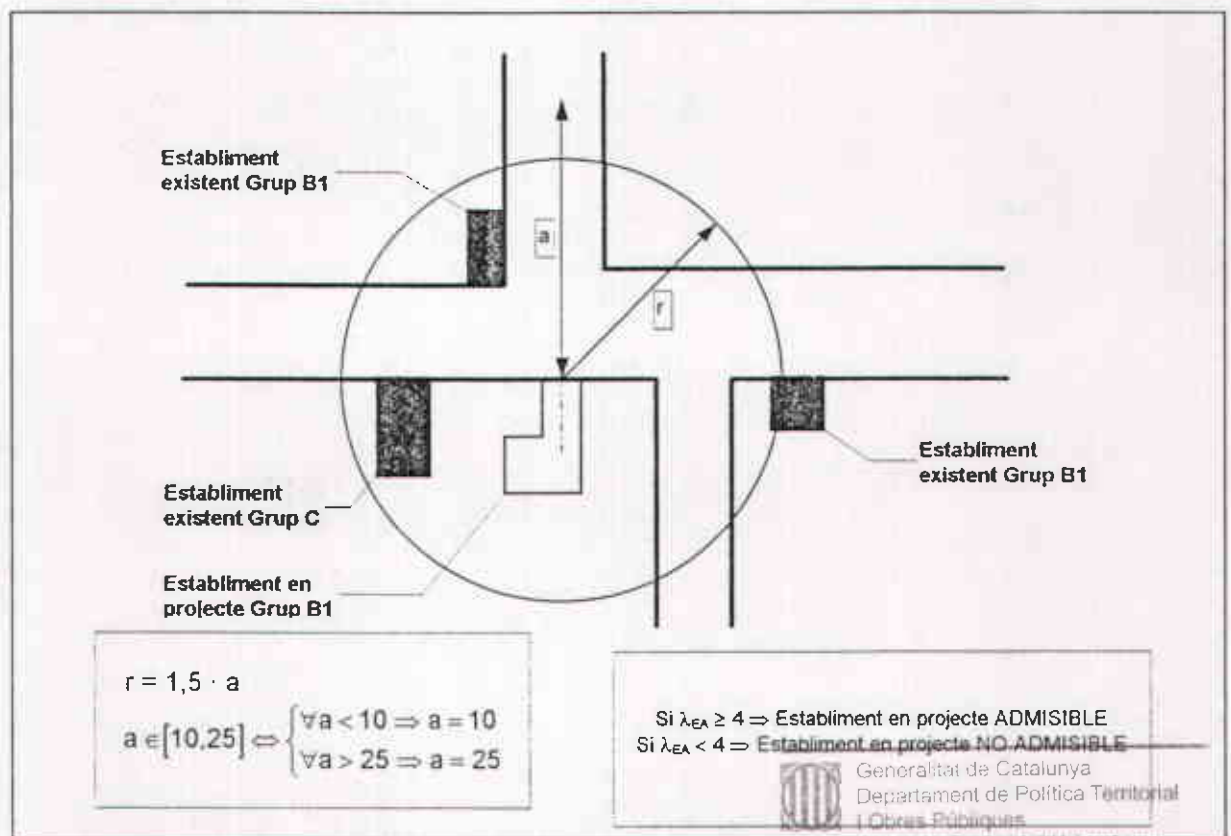 Establiment
existent Grup B1
a
r
Establiment
existent Grup B1
Establiment
existent Grup C
Establiment en
projecte Grup B1
r = 1,5 · a
a ∈ [10,25] ⇔ { ∀a < 10 ⇒ a = 10
∀a > 25 ⇒ a = 25
Si λEA ≥ 4 ⇒ Establiment en projecte ADMISIBLE
Si λEA < 4 ⇒ Establiment en projecte NO ADMISIBLE
Generalitat de Catalunya
Departament de Política Territorial
i Obres Públiques